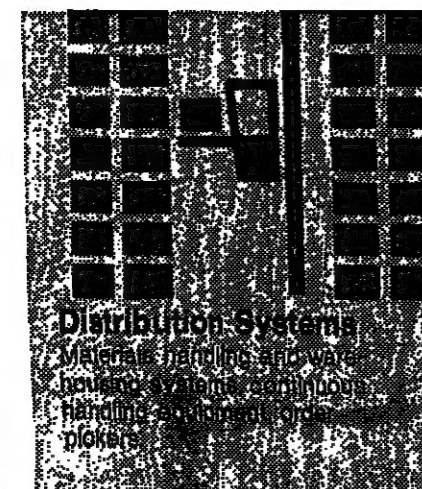 Distribution Systems
Materials handling and ware-
housing systems, continuous
handling equipment, order
pickers.